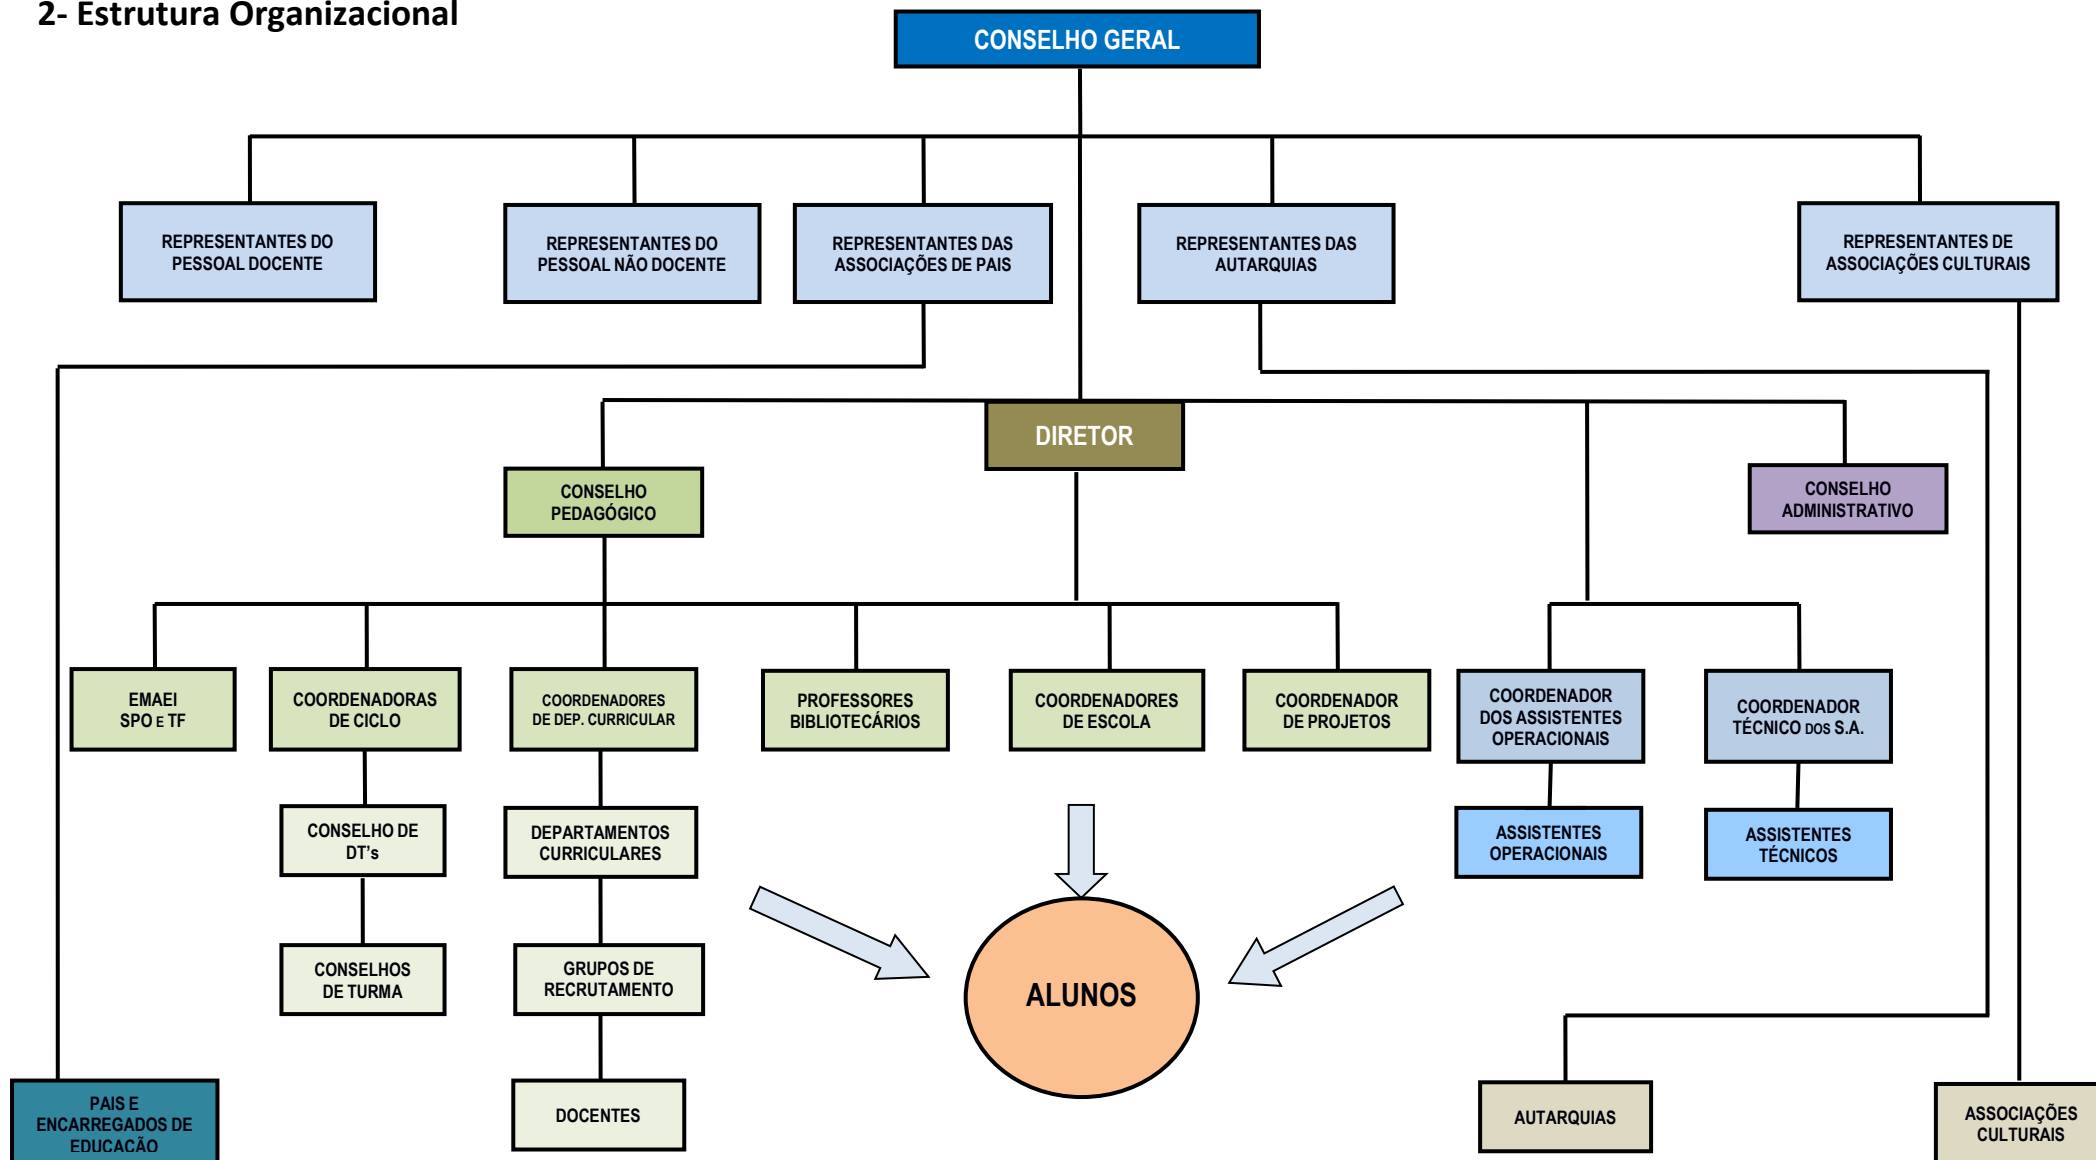 2- Estrutura Organizacional
CONSELHO GERAL
REPRESENTANTES DO
PESSOAL DOCENTE
REPRESENTANTES DO
PESSOAL NÃO DOCENTE
REPRESENTANTES DAS
ASSOCIAÇÕES DE PAIS
REPRESENTANTES DAS
AUTARQUIAS
REPRESENTANTES DE
ASSOCIAÇÕES CULTURAIS
DIRETOR
CONSELHO
PEDAGÓGICO
CONSELHO
ADMINISTRATIVO
EMAEI
SPO E TF
COORDENADORAS
DE CICLO
COORDENADORES
DE DEP. CURRICULAR
PROFESSORES
BIBLIOTECÁRIOS
COORDENADORES
DE ESCOLA
COORDENADOR
DE PROJETOS
COORDENADOR
DOS ASSISTENTES
OPERACIONAIS
COORDENADOR
TÉCNICO DOS S.A.
CONSELHO DE
DT's
DEPARTAMENTOS
CURRICULARES
ASSISTENTES
OPERACIONAIS
ASSISTENTES
TÉCNICOS
CONSELHOS
DE TURMA
GRUPOS DE
RECRUTAMENTO
ALUNOS
PAIS E
ENCARREGADOS DE
EDUCAÇÃO
DOCENTES
AUTARQUIAS
ASSOCIAÇÕES
CULTURAIS